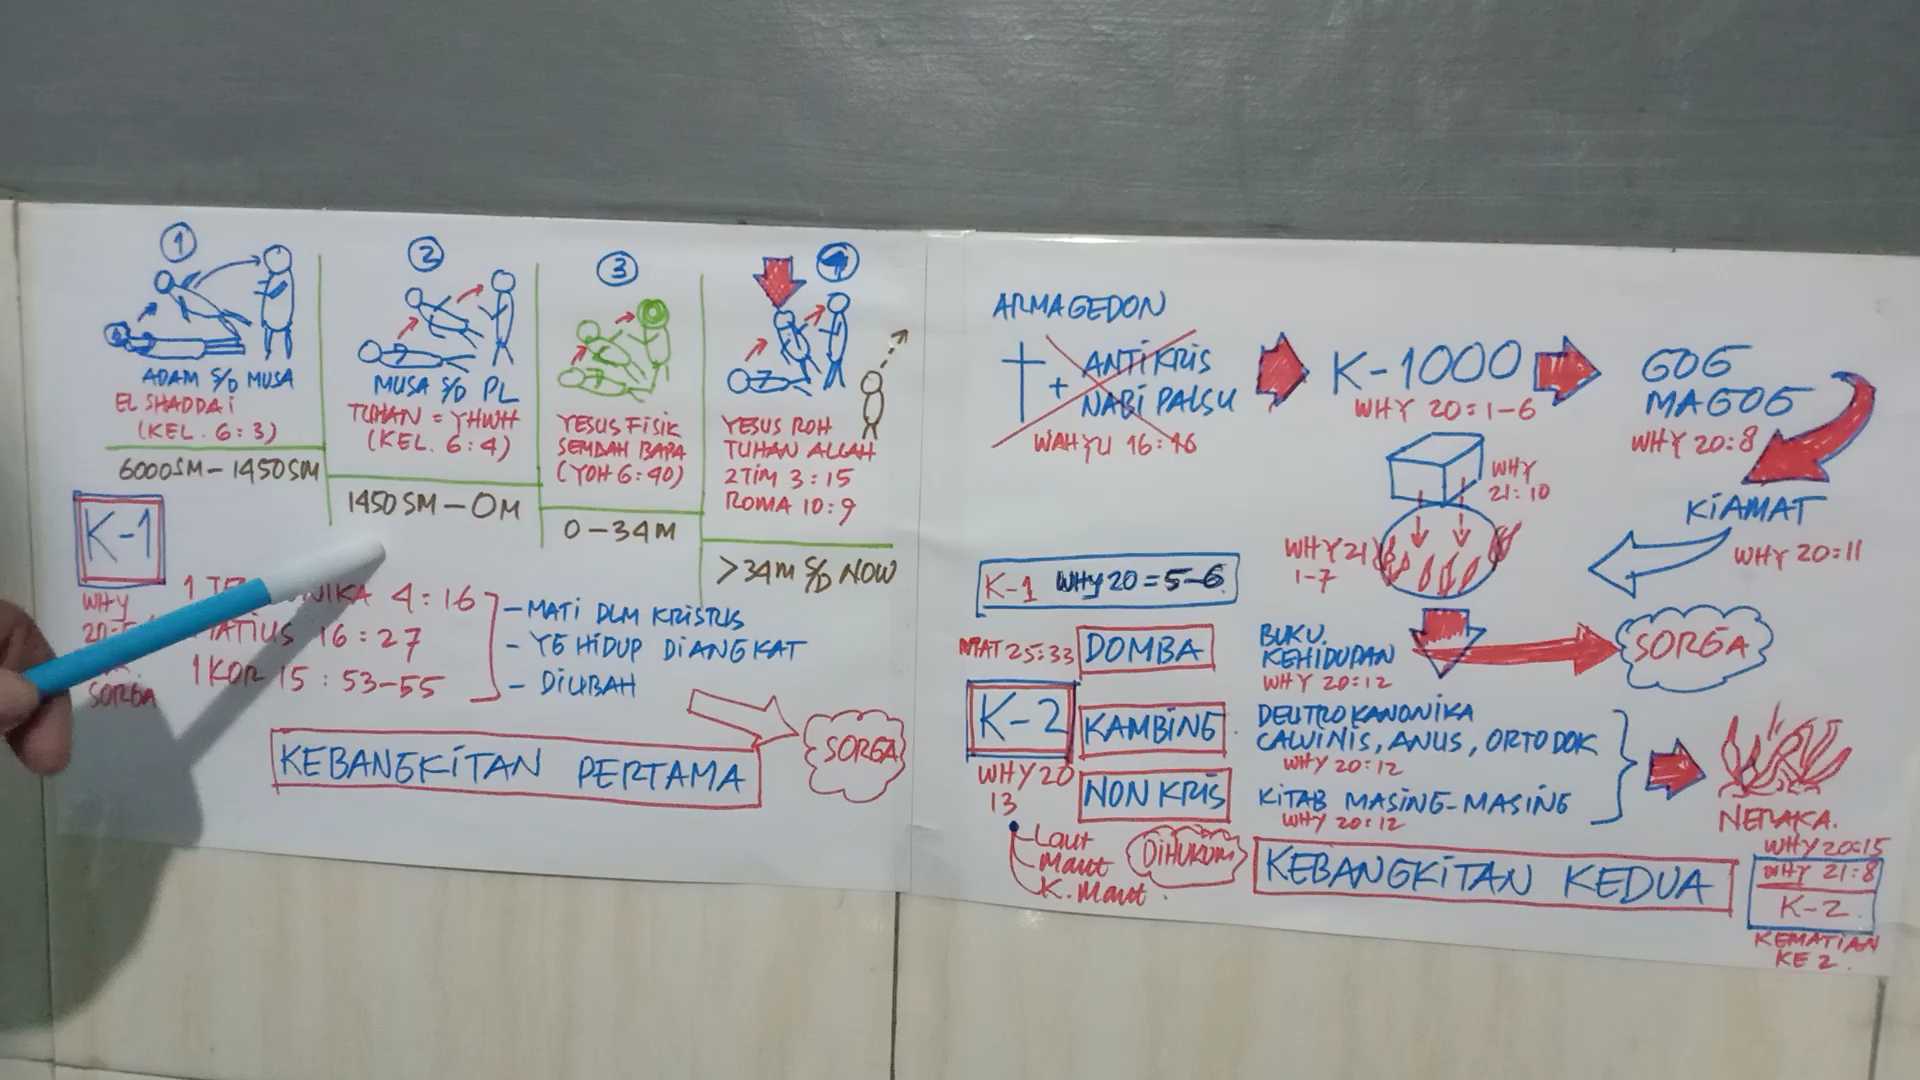 1
ADAM S/D MUSA
EL SHADDAI
(KEL. 6:3)
6000SM-1450SM
2
MUSA S/D PL
TUHAN = YHWH
(KEL. 6:4)
1450SM-0M
3
YESUS FISIK
SEMBAH BAPA
(YOH 6:40)
0-34M
YESUS ROH
TUHAN ALLAH
2TIM 3:15
ROMA 10:9
>34M S/D NOW
K-1
WHY
SORGA
4:16
16:27
1 KOR 15:53-55
- MATI DLM KRISTUS
- YG HIDUP DIANGKAT
- DIUBAH
KEBANGKITAN PERTAMA
SORGA
ARMAGEDON
+ ANTIKRIS
NABI PALSU
WAHYU 16:16
K-1000
WHY 20:1-6
GOG
MAGOG
WHY 20:8
KIAMAT
WHY 20:11
WHY
21:10
WHY 21
1-7
K-1 WHY 20=5-6
MAT 25:33
DOMBA
BUKU
KEHIDUPAN
WHY 20:12
SORGA
K-2
WHY 20
13
Laut
Maut
K. Maut
KAMBING
DEUTROKANONIKA
CALVINIS, ANUS, ORTODOK
WHY 20:12
NON KRIS
KITAB MASING-MASING
WHY 20:12
DIHUKUM
KEBANGKITAN KEDUA
NERAKA.
WHY 20:15
WHY 21:8
K-2.
KEMATIAN
KE 2.